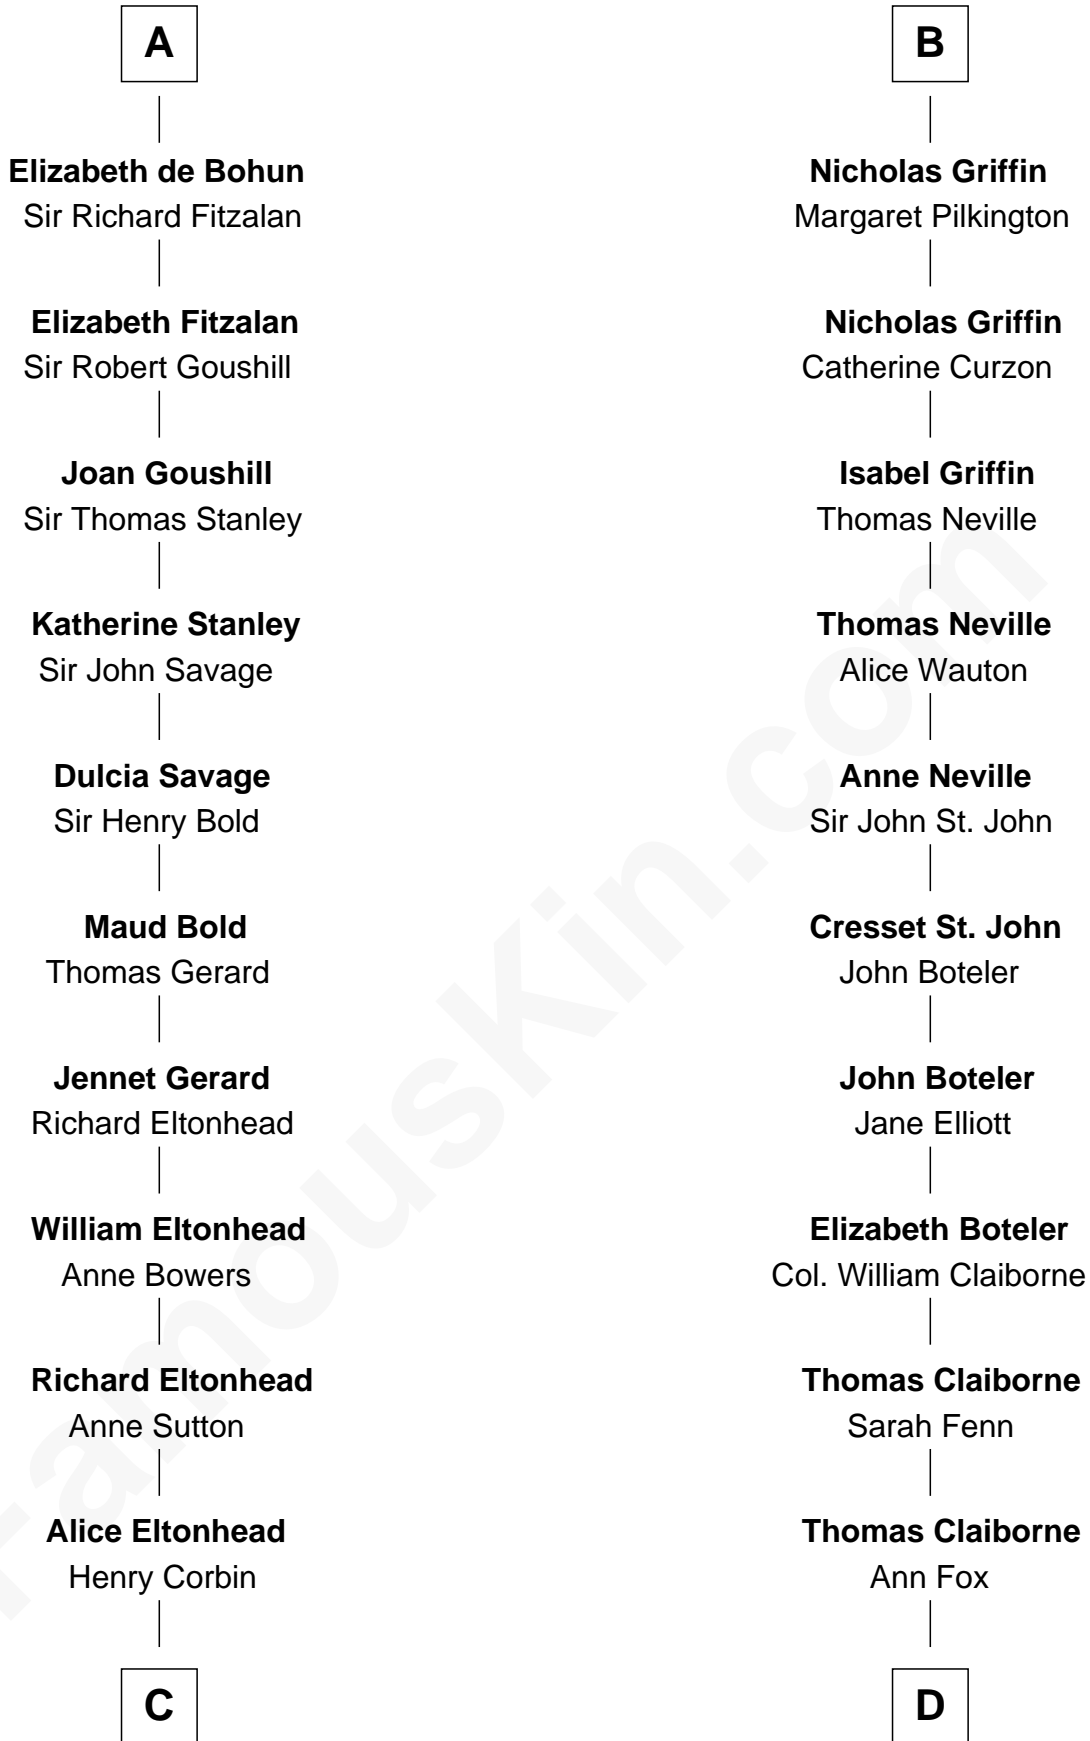 A
Elizabeth de Bohun
Sir Richard Fitzalan
Elizabeth Fitzalan
Sir Robert Goushill
Joan Goushill
Sir Thomas Stanley
Katherine Stanley
Sir John Savage
Dulcia Savage
Sir Henry Bold
Maud Bold
Thomas Gerard
Jennet Gerard
Richard Eltonhead
William Eltonhead
Anne Bowers
Richard Eltonhead
Anne Sutton
Alice Eltonhead
Henry Corbin
C
B
Nicholas Griffin
Margaret Pilkington
Nicholas Griffin
Catherine Curzon
Isabel Griffin
Thomas Neville
Thomas Neville
Alice Wauton
Anne Neville
Sir John St. John
Cresset St. John
John Boteler
John Boteler
Jane Elliott
Elizabeth Boteler
Col. William Claiborne
Thomas Claiborne
Sarah Fenn
Thomas Claiborne
Ann Fox
D
FamousKin.com